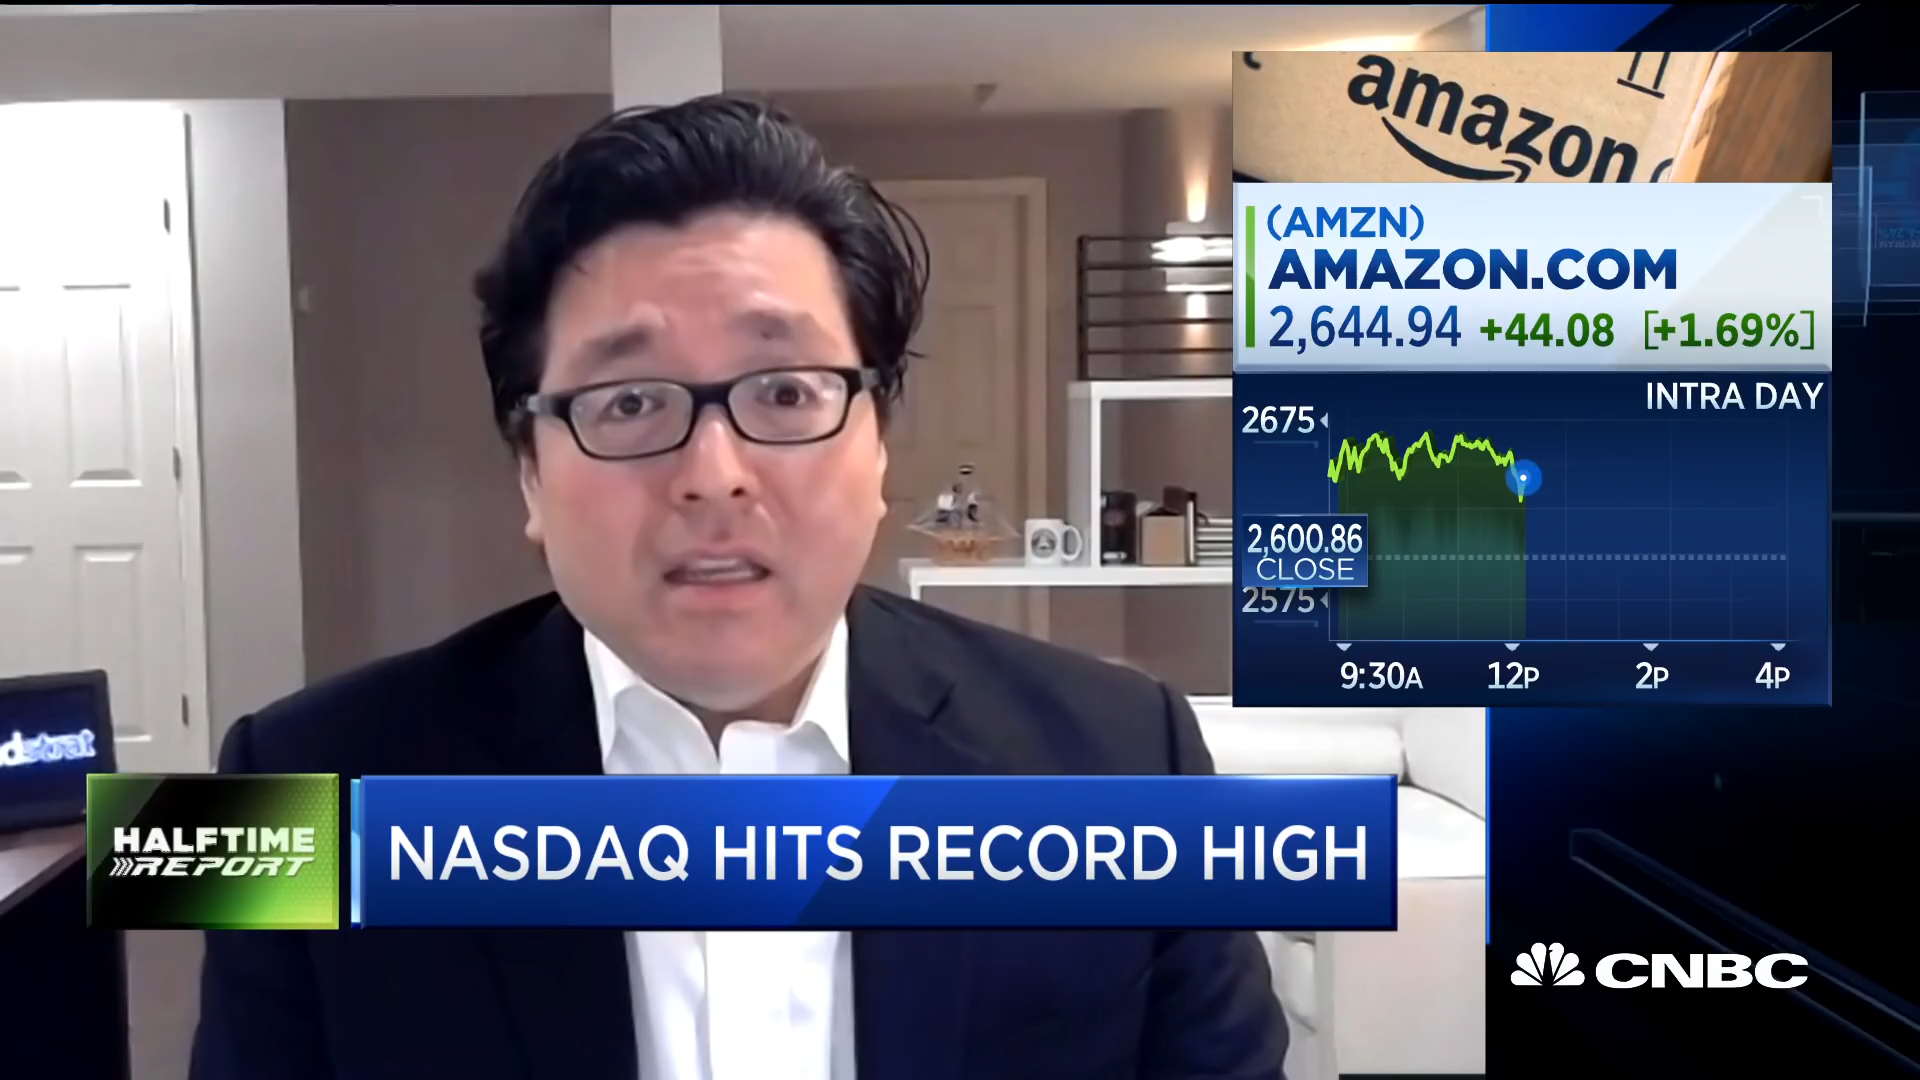 amazon
(AMZN)
AMAZON.COM
2,644.94 +44.08 [+1.69%]
INTRA DAY
2675
2,600.86
CLOSE
2575
9:30A 12P 2P 4P
dstrat
HALFTIME
REPORT
NASDAQ HITS RECORD HIGH
CNBC